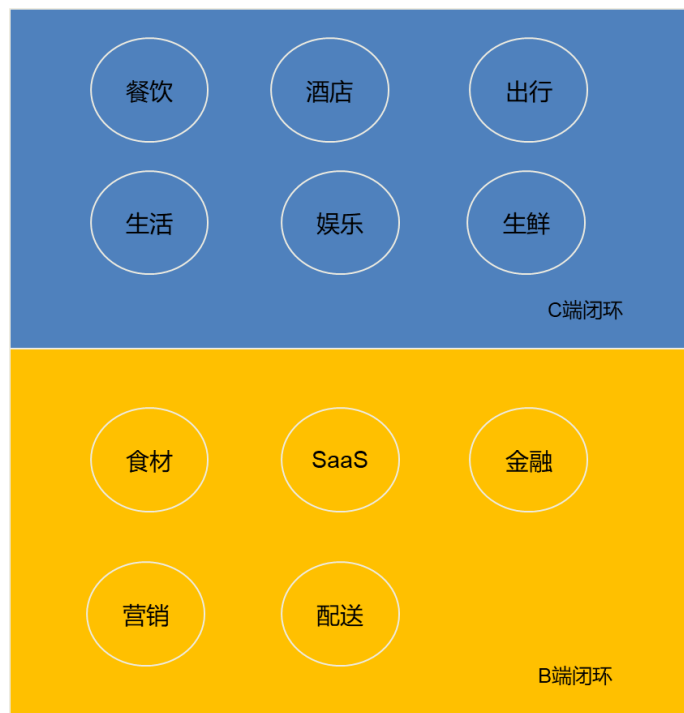 餐饮
酒店
出行
生活
娱乐
生鲜
C端闭环
食材
SaaS
金融
营销
配送
B端闭环